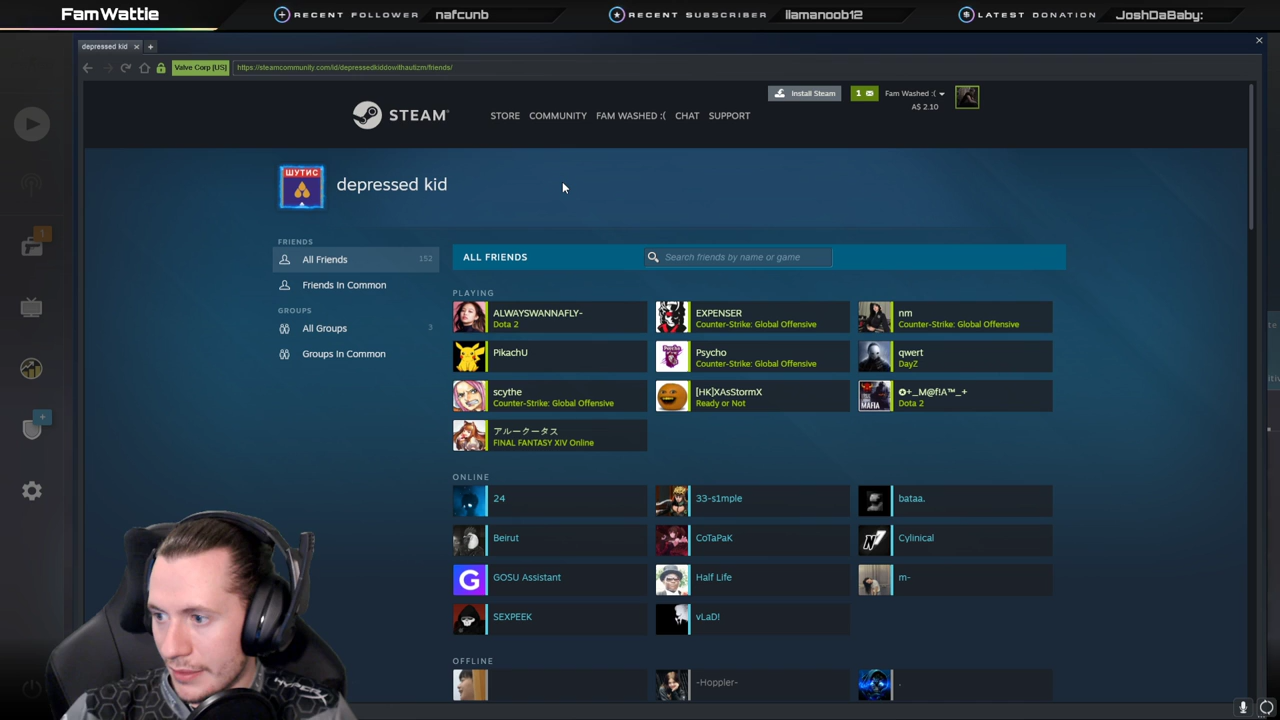 FamWattle
RECENT FOLLOWER nafcunb
RECENT SUBSCRIBER llamanoob12
LATEST DONATION JoshDaBaby:
depressed kid
Valve Corp [US] https://steamcommunity.com/id/depressedkiddowithautizm/friends/
Install Steam 1 Fam Washed :(
A$ 2.10
STEAM STORE COMMUNITY FAM WASHED :( CHAT SUPPORT
ШУТИС
depressed kid
FRIENDS
All Friends 152
Friends In Common
GROUPS
All Groups 3
Groups In Common
ALL FRIENDS Search friends by name or game
PLAYING
ALWAYSWANNAFLY-
Dota 2
EXPENSER
Counter-Strike: Global Offensive
nm
Counter-Strike: Global Offensive
PikachU
Psycho
Counter-Strike: Global Offensive
qwert
DayZ
scythe
Counter-Strike: Global Offensive
[HK]XAsStormX
Ready or Not
MAFIA
✪+_M@f!A™_+
Dota 2
アルークータス
FINAL FANTASY XIV Online
ONLINE
24
33-s1mple
bataa.
Beirut
CoTaPaK
Cylinical
G
GOSU Assistant
Half Life
m-
SEXPEEK
vLaD!
OFFLINE
-Hoppler-
.
1
HYPERX